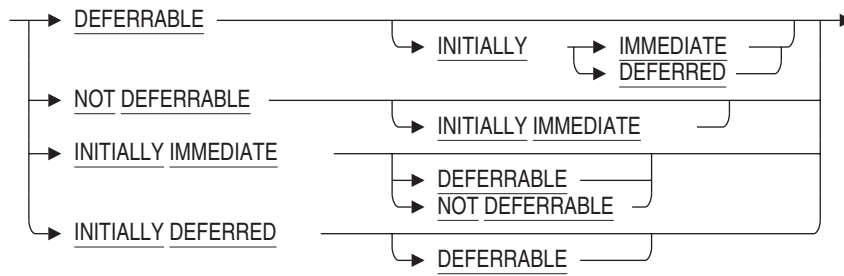 DEFERRABLE
INITIALLY IMMEDIATE
DEFERRED
NOT DEFERRABLE
INITIALLY IMMEDIATE
INITIALLY IMMEDIATE
DEFERRABLE
NOT DEFERRABLE
INITIALLY DEFERRED
DEFERRABLE